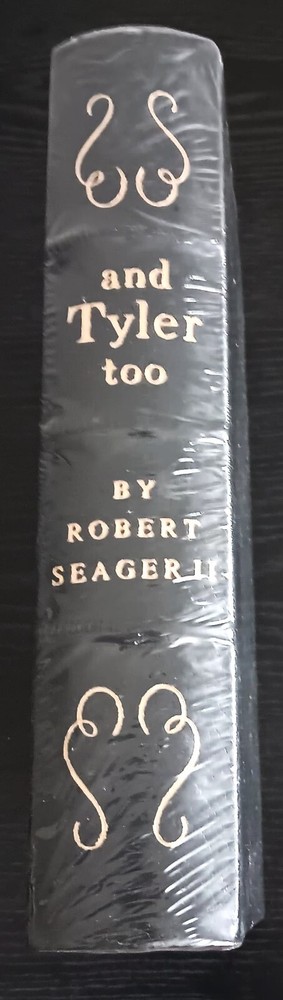 and
Tyler
too
BY
ROBERT
SEAGER II